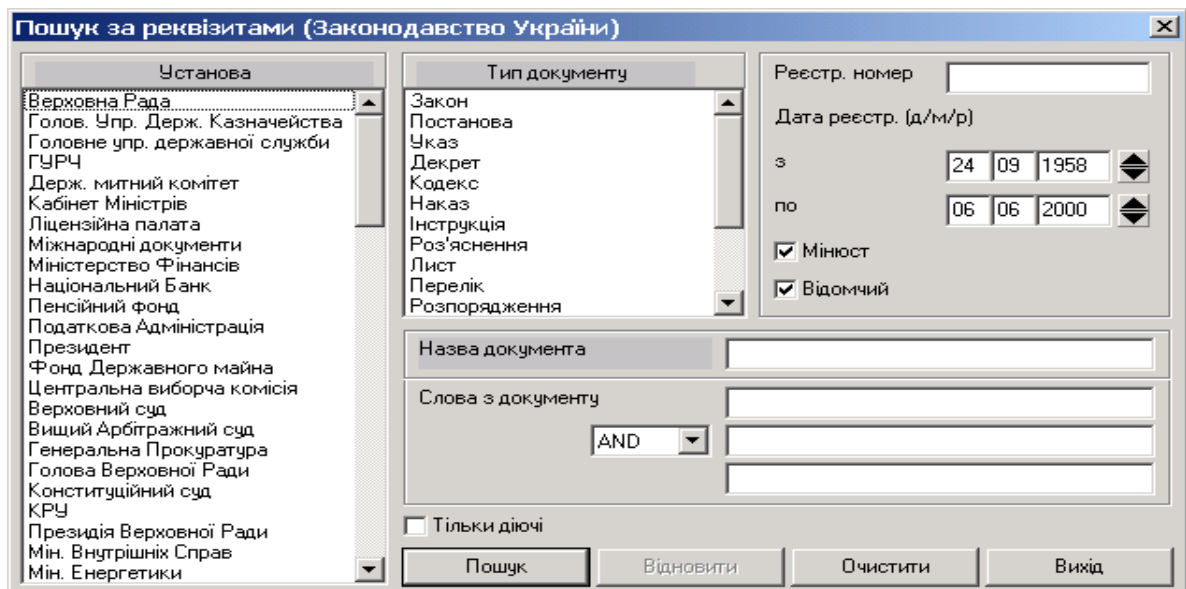 Пошук за реквізитами (Законодавство України)
Установа
Верховна Рада
Голов. Упр. Держ. Казначейства
Головне упр. державної служби
ГУРЧ
Держ. митний комітет
Кабінет Міністрів
Ліцензійна палата
Міжнародні документи
Міністерство Фінансів
Національний Банк
Пенсійний фонд
Податкова Адміністрація
Президент
Фонд Державного майна
Центральна виборча комісія
Верховний суд
Вищий Арбітражний суд
Генеральна Прокуратура
Голова Верховної Ради
Конституційний суд
КРУ
Президія Верховної Ради
Мін. Внутрішніх Справ
Мін. Енергетики
Тип документу
Закон
Постанова
Указ
Декрет
Кодекс
Наказ
Інструкція
Роз'яснення
Лист
Перелік
Розпорядження
Реєстр. номер
Дата реєстр. (д/м/р)
з 24 09 1958
по 06 06 2000
Мінюст
Відомчий
Назва документа
Слова з документу
AND
Тільки діючі
Пошук Відновити Очистити Вихід